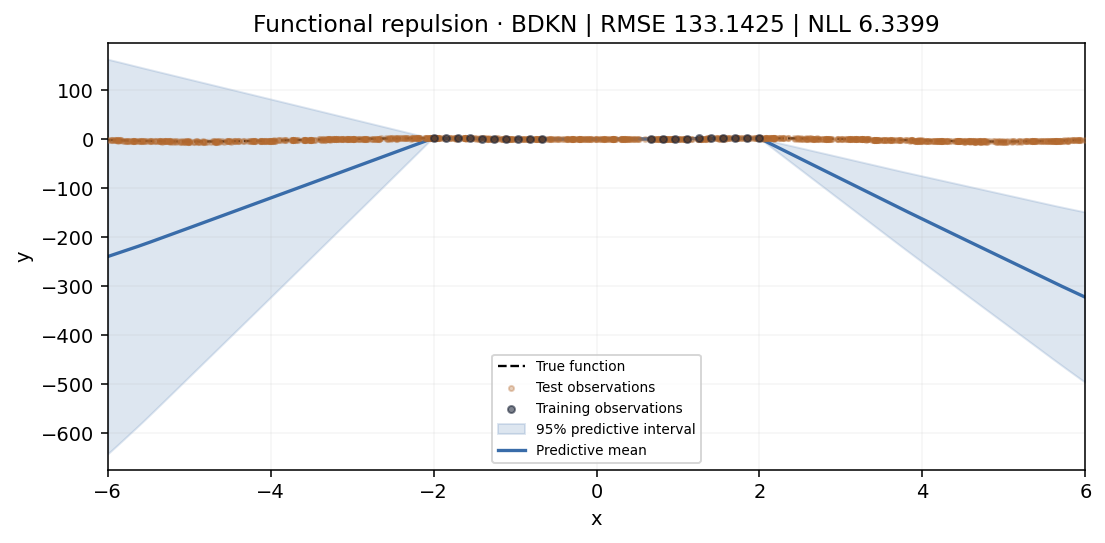 Functional repulsion · BDKN | RMSE 133.1425 | NLL 6.3399
y
100
0
−100
−200
−300
−400
−500
−600
True function
Test observations
Training observations
95% predictive interval
Predictive mean
−6
−4
−2
0
2
4
6
x